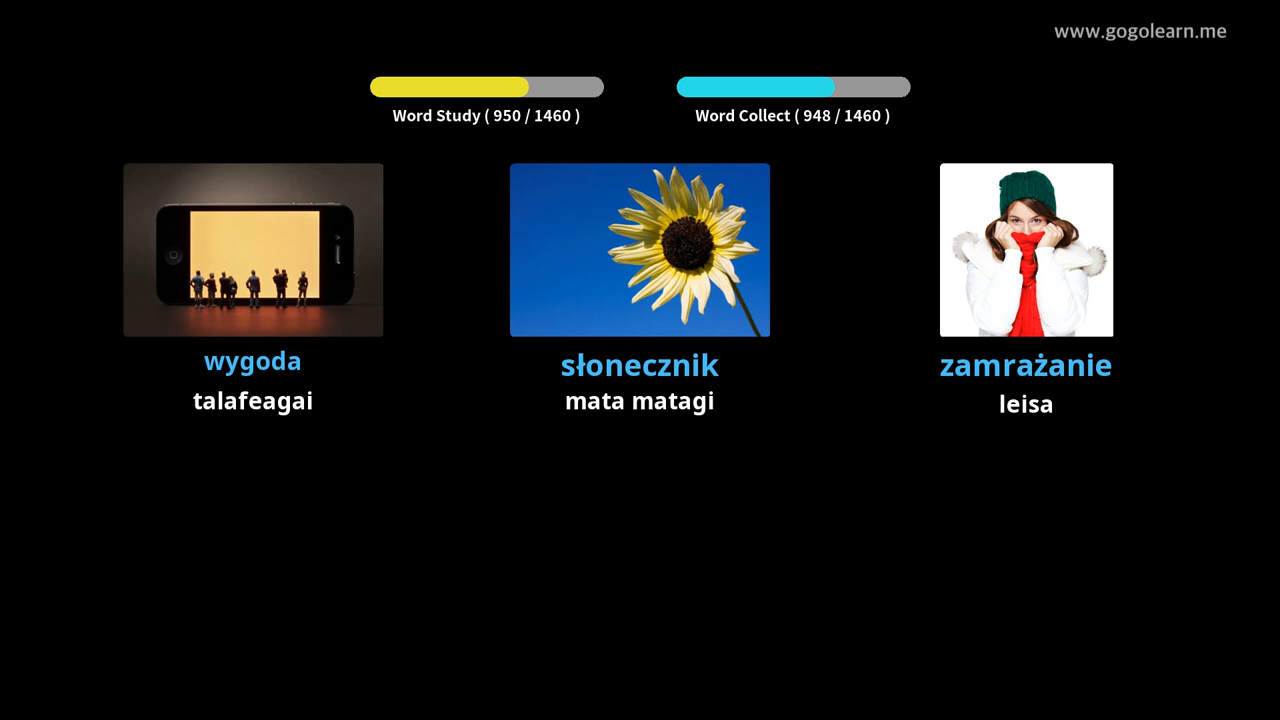 www.gogolearn.me
Word Study ( 950 / 1460 )
Word Collect ( 948 / 1460 )
wygoda
talafeagai
słonecznik
mata matagi
zamrażanie
leisa